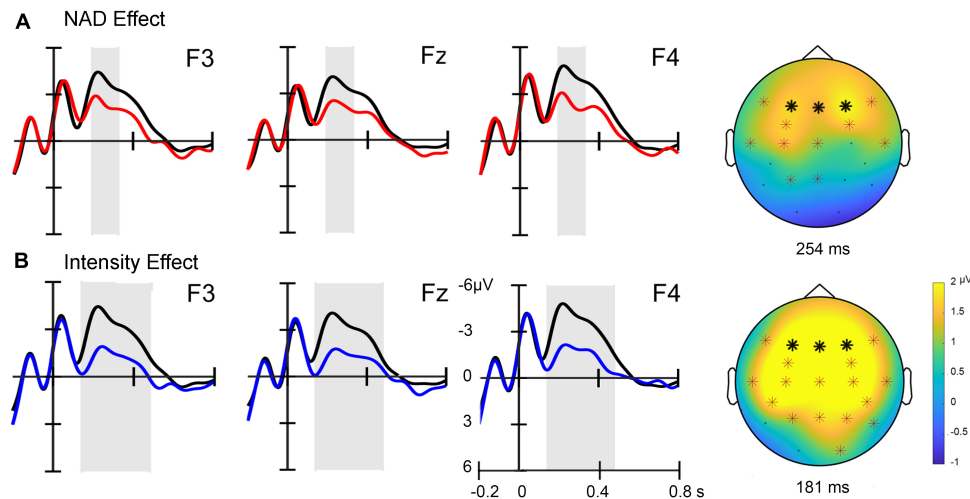 A NAD Effect
F3
Fz
F4
254 ms
B Intensity Effect
F3
Fz
F4
-6µV
-3
0
3
6
-0.2 0 0.4 0.8 s
2 µV
1.5
1
0.5
0
-0.5
-1
181 ms